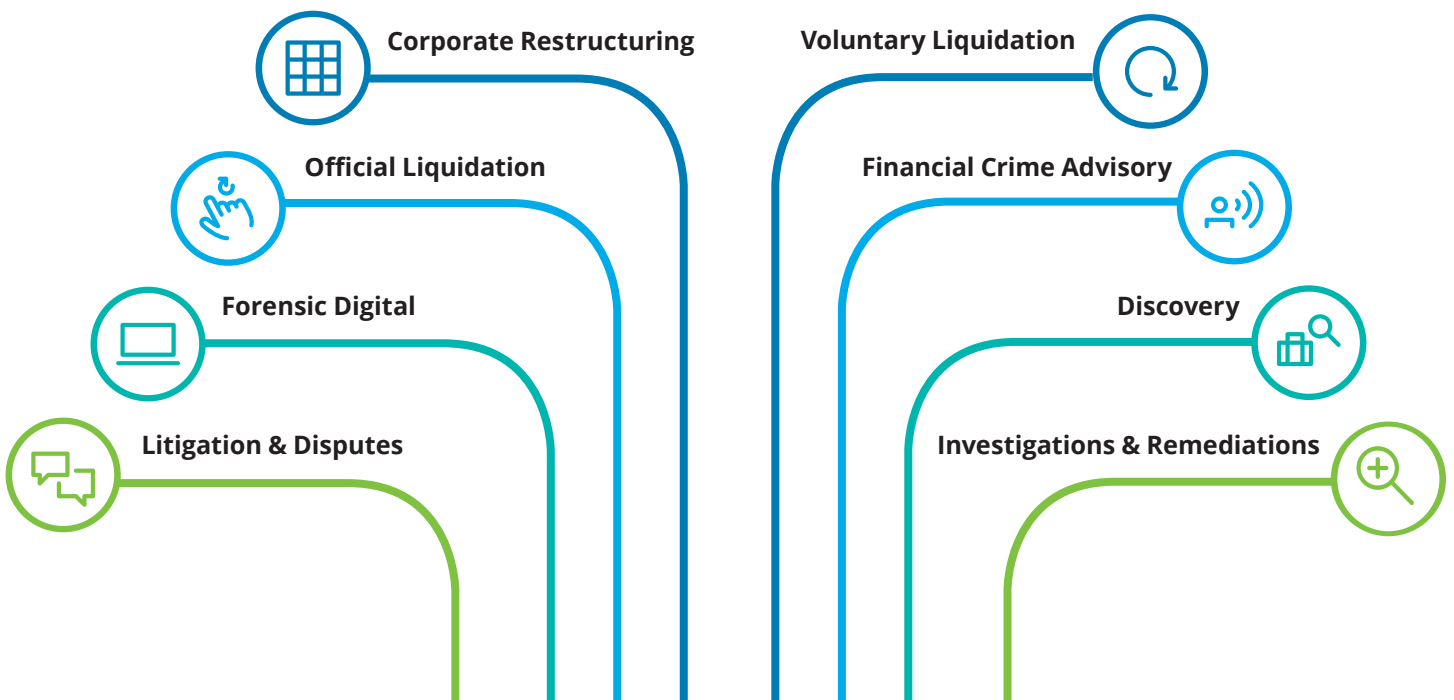 Corporate Restructuring
Voluntary Liquidation
Official Liquidation
Financial Crime Advisory
Forensic Digital
Discovery
Litigation & Disputes
Investigations & Remediations